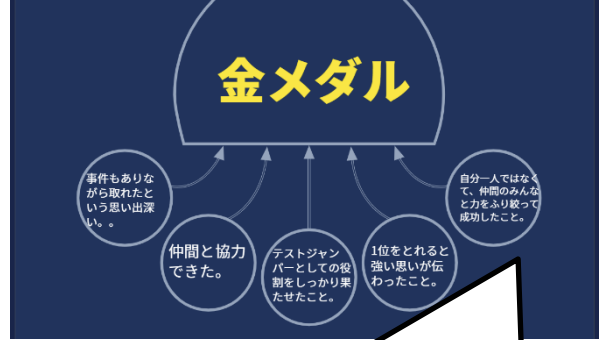 金メダル
事件もありな
がら取れたと
いう思い出深
い。。
仲間と協力
できた。
テストジャン
パーとしての役
割をしっかり果
たせたこと。
1位をとれると
強い思いが伝
わったこと。
自分一人ではなく
て、仲間のみんな
と力をふり絞って
成功したこと。